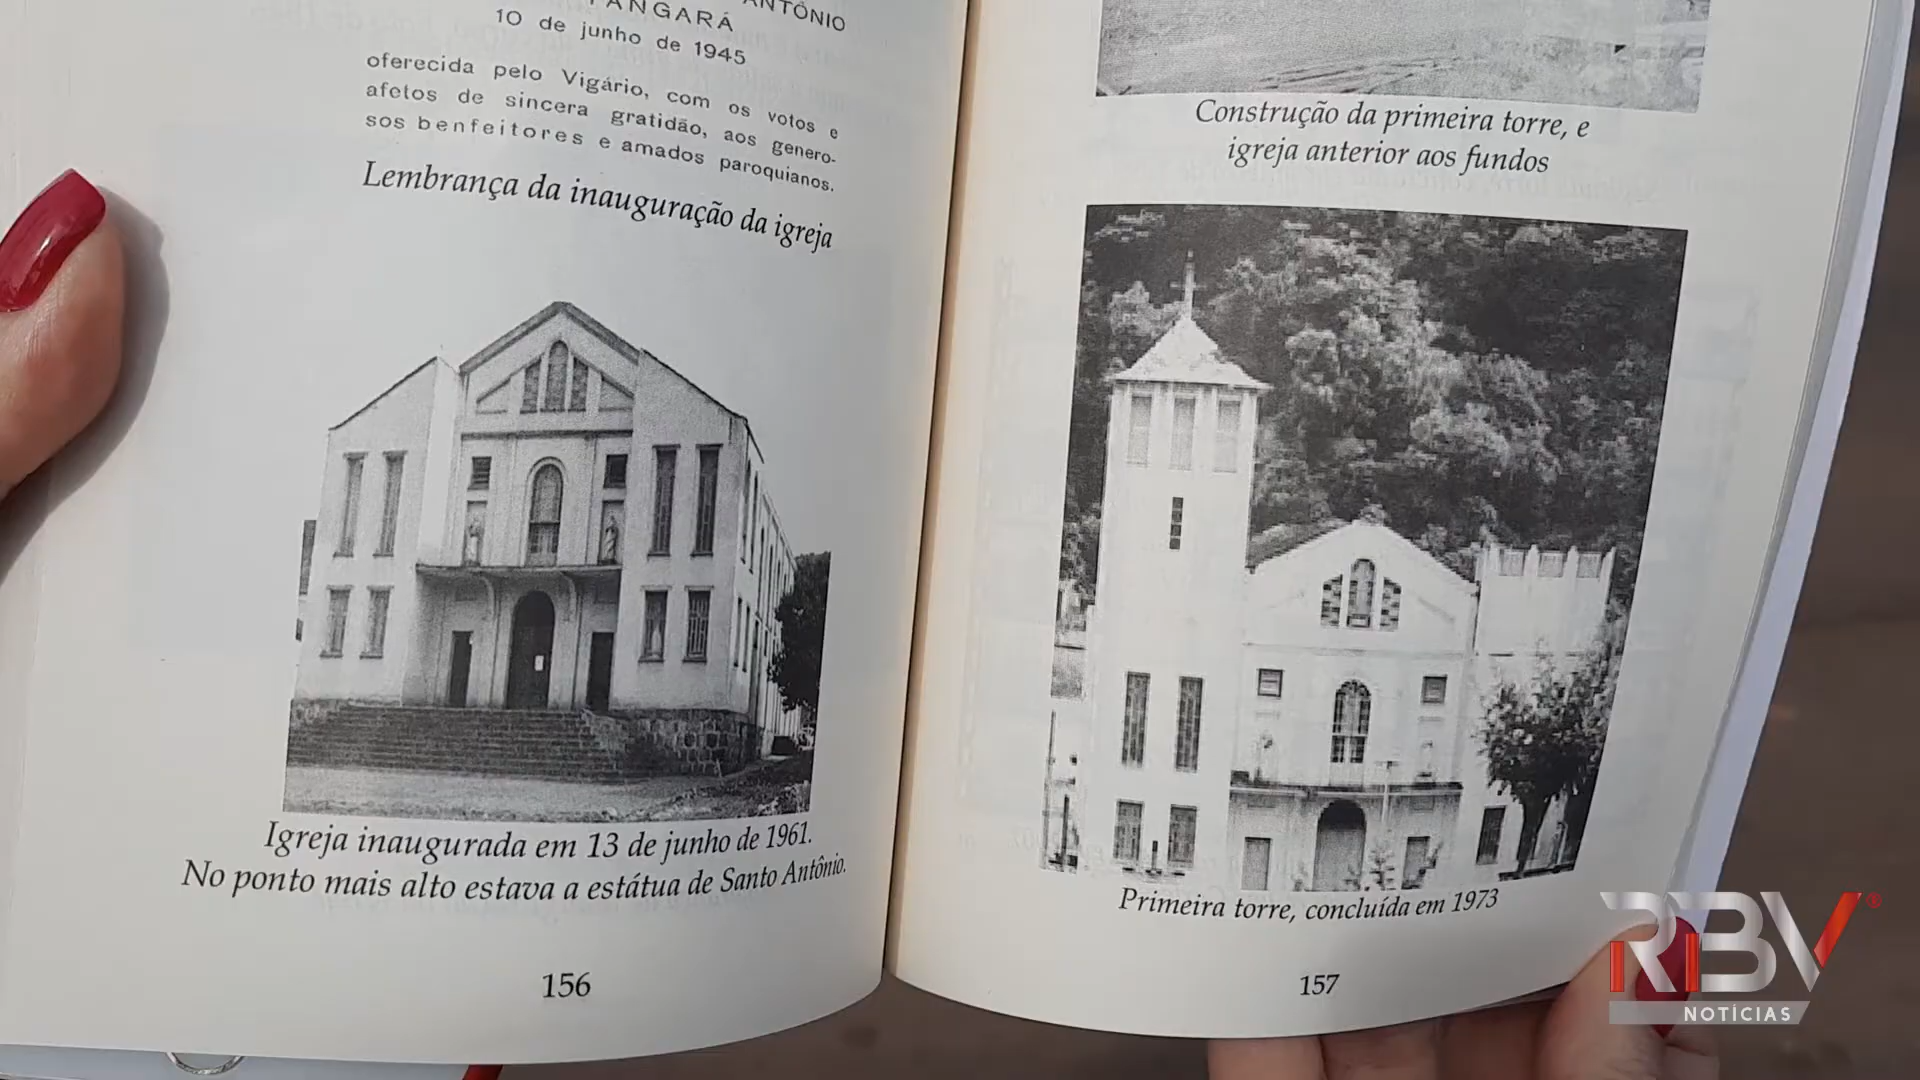 ANTÔNIO
TANGARÁ
10 de junho de 1945
oferecida pelo Vigário, com os votos e
afetos de sincera gratidão, aos genero-
sos benfeitores e amados paroquianos.
Lembrança da inauguração da igreja
Igreja inaugurada em 13 de junho de 1961.
No ponto mais alto estava a estátua de Santo Antônio.
156
Construção da primeira torre, e
igreja anterior aos fundos
Primeira torre, concluída em 1973
157
RBV®
NOTÍCIAS